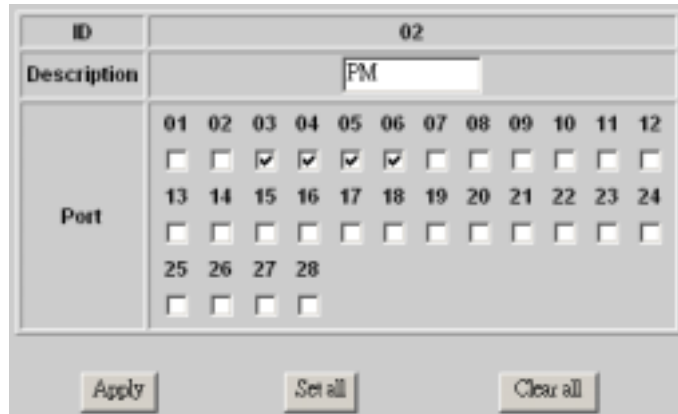 ID 02
Description PM
01 02 03 04 05 06 07 08 09 10 11 12
13 14 15 16 17 18 19 20 21 22 23 24
Port
25 26 27 28
Apply Set all Clear all